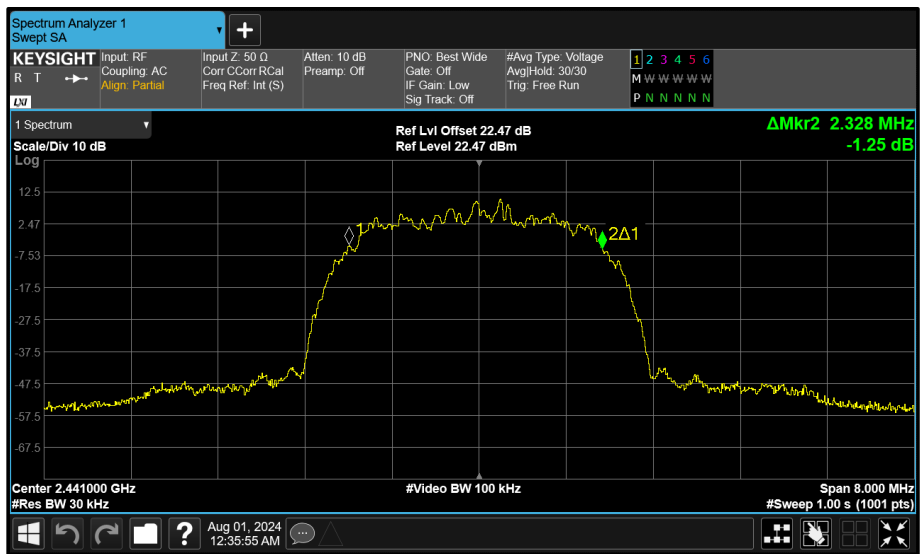 Spectrum Analyzer 1
Swept SA
+
KEYSIGHT
R T
LXI
Input: RF
Coupling: AC
Align: Partial
Input Z: 50 Ω
Corr CCorr RCal
Freq Ref: Int (S)
Atten: 10 dB
Preamp: Off
PNO: Best Wide
Gate: Off
IF Gain: Low
Sig Track: Off
#Avg Type: Voltage
Avg|Hold: 30/30
Trig: Free Run
1 2 3 4 5 6
M W W W W W
P N N N N N
1 Spectrum
Scale/Div 10 dB
Ref Lvl Offset 22.47 dB
Ref Level 22.47 dBm
ΔMkr2 2.328 MHz
-1.25 dB
Log
12.5
2.47
-7.53
-17.5
-27.5
-37.5
-47.5
-57.5
-67.5
1
2Δ1
Center 2.441000 GHz
#Video BW 100 kHz
Span 8.000 MHz
#Res BW 30 kHz
#Sweep 1.00 s (1001 pts)
?
Aug 01, 2024
12:35:55 AM